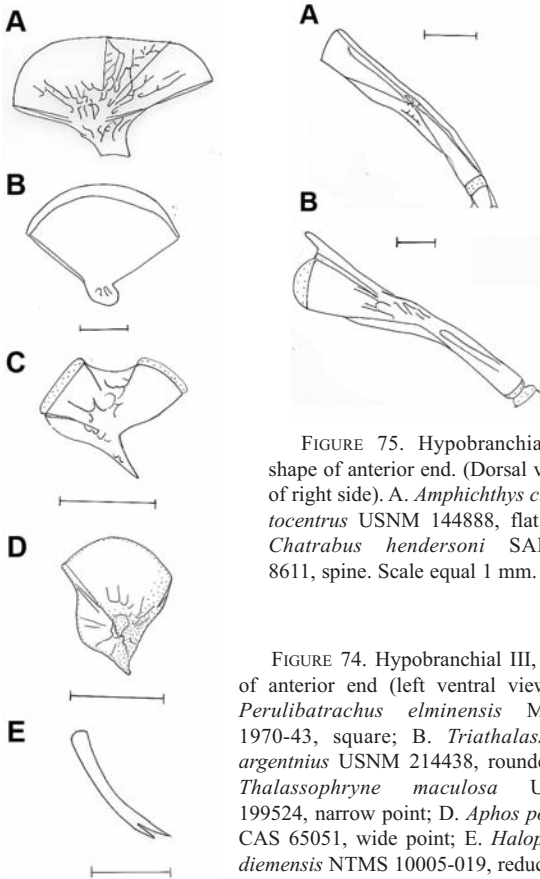 A
B
C
D
E
A
B
FIGURE 75. Hypobranchia
shape of anterior end. (Dorsal v
of right side). A. Amphichthys c
tocentrus USNM 144888, flat
Chatrabus hendersoni SA
8611, spine. Scale equal 1 mm.
FIGURE 74. Hypobranchial III,
of anterior end (left ventral view
Perulibatrachus elminensis M
1970-43, square; B. Triathalas
argentnius USNM 214438, rounde
Thalassophryne maculosa U
199524, narrow point; D. Aphos po
CAS 65051, wide point; E. Halop
diemensis NTMS 10005-019, reduc